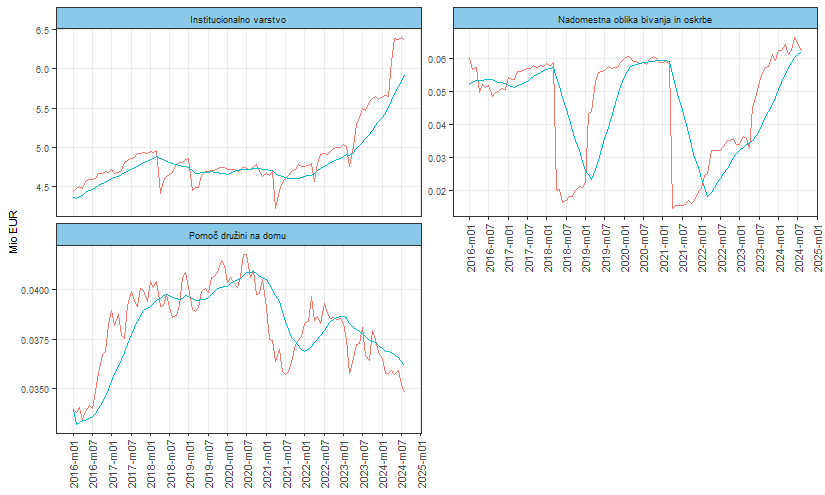 Institucionalno varstvo
Nadomestna oblika bivanja in oskrbe
6.5
6.0
5.5
5.0
4.5
0.06
0.05
0.04
0.03
0.02
2016-m01
2016-m07
2017-m01
2017-m07
2018-m01
2018-m07
2019-m01
2019-m07
2020-m01
2020-m07
2021-m01
2021-m07
2022-m01
2022-m07
2023-m01
2023-m07
2024-m01
2024-m07
2025-m01
Mio EUR
Pomoč družini na domu
0.0400
0.0375
0.0350
2016-m01
2016-m07
2017-m01
2017-m07
2018-m01
2018-m07
2019-m01
2019-m07
2020-m01
2020-m07
2021-m01
2021-m07
2022-m01
2022-m07
2023-m01
2023-m07
2024-m01
2024-m07
2025-m01